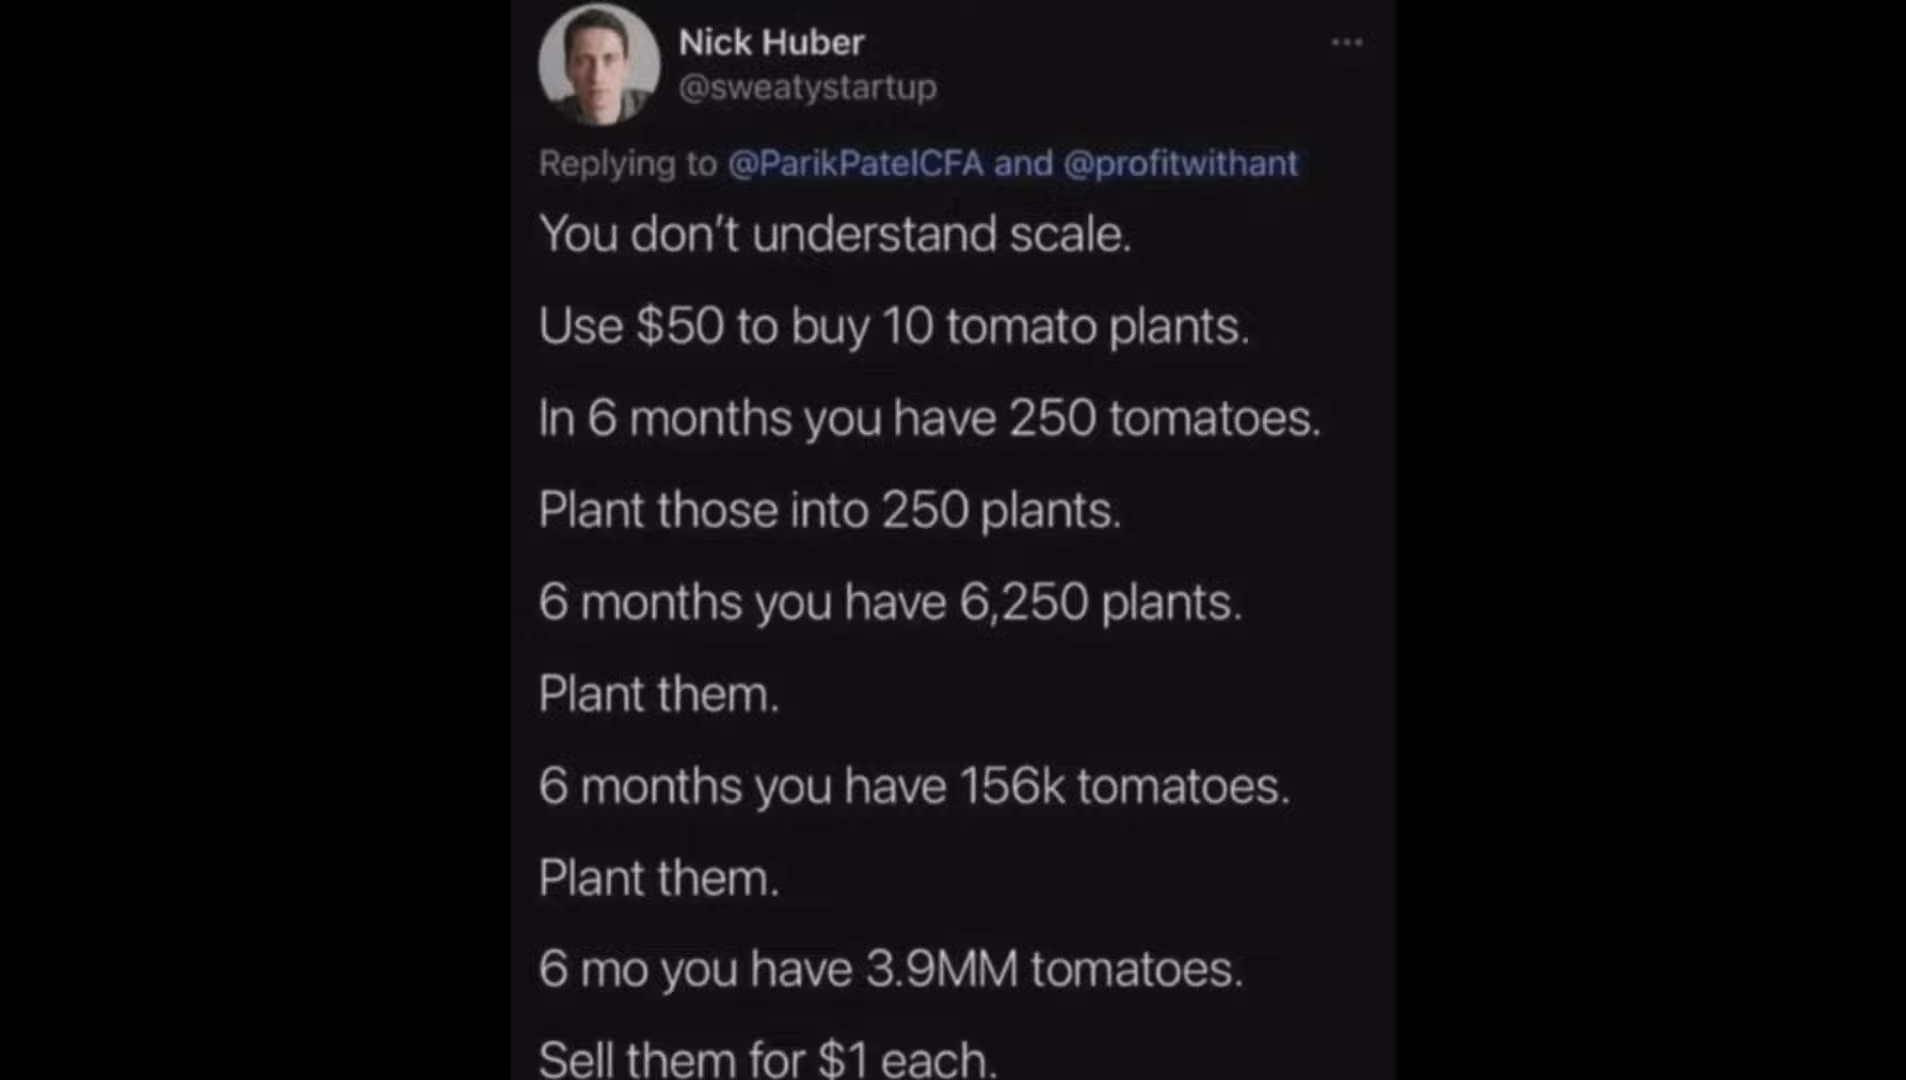 Nick Huber
@sweatystartup
Replying to @ParikPatelCFA and @profitwithant
You don’t understand scale.
Use $50 to buy 10 tomato plants.
In 6 months you have 250 tomatoes.
Plant those into 250 plants.
6 months you have 6,250 plants.
Plant them.
6 months you have 156k tomatoes.
Plant them.
6 mo you have 3.9MM tomatoes.
Sell them for $1 each.